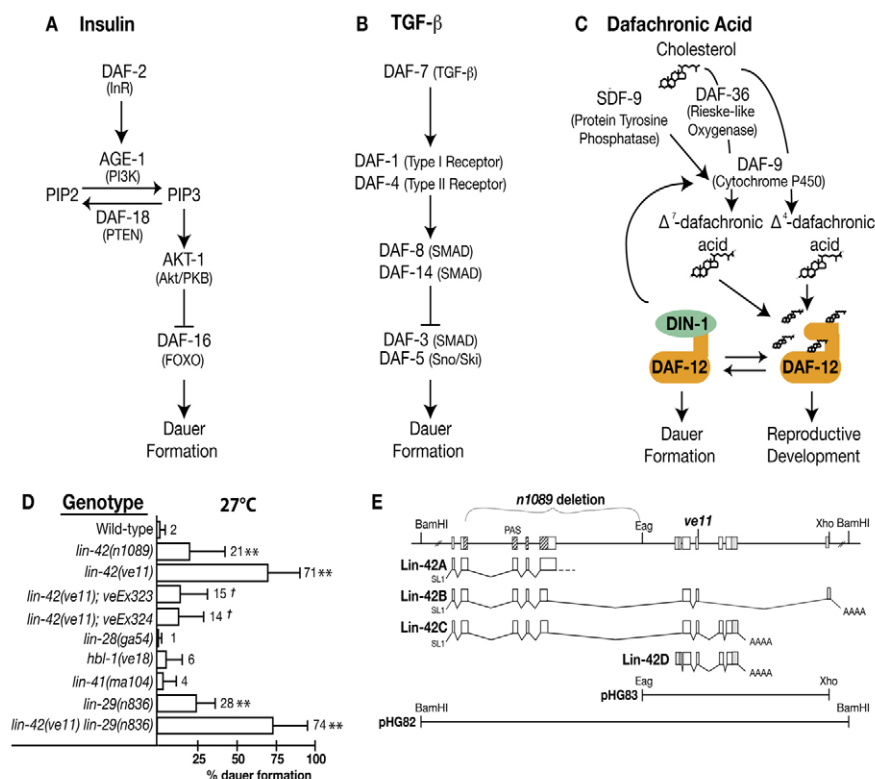 A Insulin
DAF-2
(InR)
AGE-1
(PI3K)
PIP2
PIP3
DAF-18
(PTEN)
AKT-1
(Akt/PKB)
DAF-16
(FOXO)
Dauer
Formation
B TGF-β
DAF-7 (TGF-β)
DAF-1 (Type I Receptor)
DAF-4 (Type II Receptor)
DAF-8 (SMAD)
DAF-14 (SMAD)
DAF-3 (SMAD)
DAF-5 (Sno/Ski)
Dauer
Formation
C Dafachronic Acid
Cholesterol
SDF-9
(Protein Tyrosine
Phosphatase)
DAF-36
(Rieske-like
Oxygenase)
DAF-9
(Cytochrome P450)
Δ⁷-dafachronic
acid
Δ⁴-dafachronic
acid
DIN-1
DAF-12
DAF-12
Dauer
Formation
Reproductive
Development
D Genotype 27°C
Wild-type 2
lin-42(n1089) 21 **
lin-42(ve11) 71 **
lin-42(ve11); veEx323 15 †
lin-42(ve11); veEx324 14 †
lin-28(ga54) 1
hbl-1(ve18) 6
lin-41(ma104) 4
lin-29(n836) 28 **
lin-42(ve11) lin-29(n836) 74 **
25 50 75 100
% dauer formation
E
n1089 deletion
BamHI
PAS
Eag
ve11
Xho
BamHI
Lin-42A
SL1
Lin-42B
SL1
AAAA
Lin-42C
SL1
AAAA
Lin-42D
AAAA
Eag
Xho
pHG83
BamHI
BamHI
pHG82